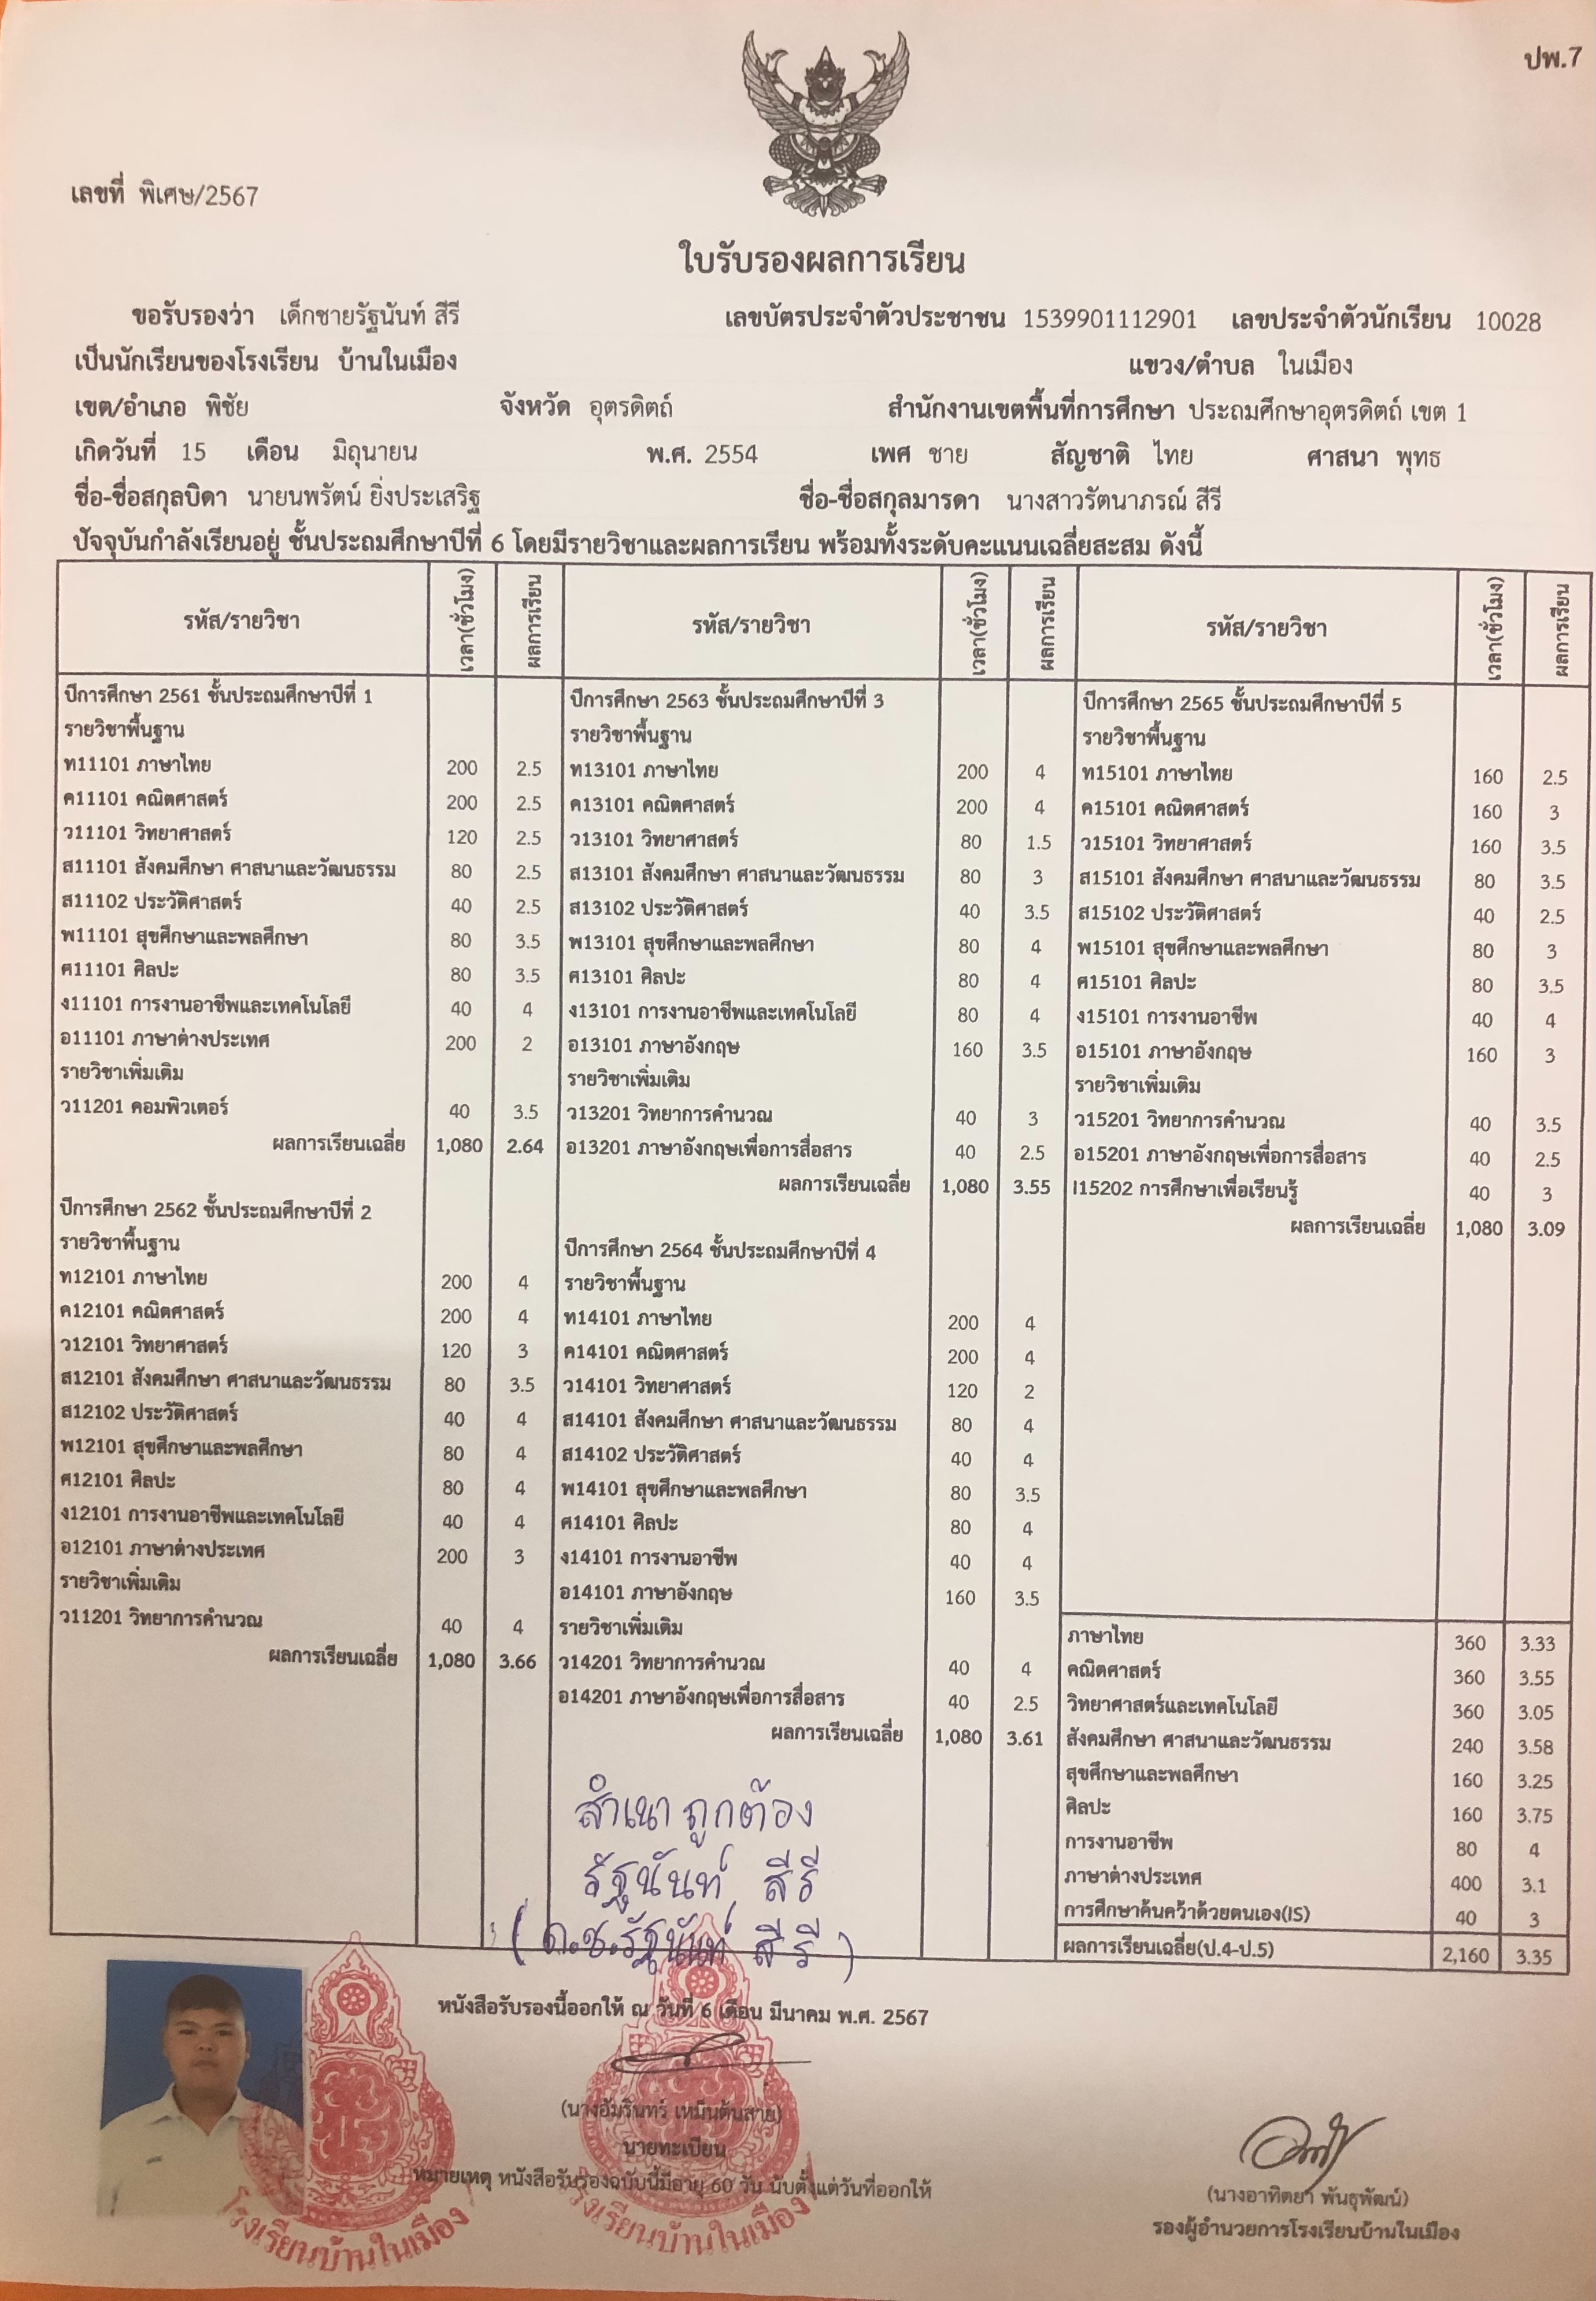 ปพ.7
เลขที่ พิเศษ/2567
ใบรับรองผลการเรียน
ขอรับรองว่า เด็กชายรัฐนันท์ สีรี เลขบัตรประจำตัวประชาชน 1539901112901 เลขประจำตัวนักเรียน 10028
เป็นนักเรียนของโรงเรียน บ้านในเมือง แขวง/ตำบล ในเมือง
เขต/อำเภอ พิชัย จังหวัด อุตรดิตถ์ สำนักงานเขตพื้นที่การศึกษา ประถมศึกษาอุตรดิตถ์ เขต 1
เกิดวันที่ 15 เดือน มิถุนายน พ.ศ. 2554 เพศ ชาย สัญชาติ ไทย ศาสนา พุทธ
ชื่อ-ชื่อสกุลบิดา นายนพรัตน์ ยิ่งประเสริฐ ชื่อ-ชื่อสกุลมารดา นางสาวรัตนาภรณ์ สีรี
ปัจจุบันกำลังเรียนอยู่ ชั้นประถมศึกษาปีที่ 6 โดยมีรายวิชาและผลการเรียน พร้อมทั้งระดับคะแนนเฉลี่ยสะสม ดังนี้
รหัส/รายวิชา เวลา(ชั่วโมง) ผลการเรียน
ปีการศึกษา 2561 ชั้นประถมศึกษาปีที่ 1
รายวิชาพื้นฐาน
ท11101 ภาษาไทย 200 2.5
ค11101 คณิตศาสตร์ 200 2.5
ว11101 วิทยาศาสตร์ 120 2.5
ส11101 สังคมศึกษา ศาสนาและวัฒนธรรม 80 2.5
ส11102 ประวัติศาสตร์ 40 2.5
พ11101 สุขศึกษาและพลศึกษา 80 3.5
ศ11101 ศิลปะ 80 3.5
ง11101 การงานอาชีพและเทคโนโลยี 40 4
อ11101 ภาษาต่างประเทศ 200 2
รายวิชาเพิ่มเติม
ว11201 คอมพิวเตอร์ 40 3.5
ผลการเรียนเฉลี่ย 1,080 2.64
ปีการศึกษา 2562 ชั้นประถมศึกษาปีที่ 2
รายวิชาพื้นฐาน
ท12101 ภาษาไทย 200 4
ค12101 คณิตศาสตร์ 200 4
ว12101 วิทยาศาสตร์ 120 3
ส12101 สังคมศึกษา ศาสนาและวัฒนธรรม 80 3.5
ส12102 ประวัติศาสตร์ 40 4
พ12101 สุขศึกษาและพลศึกษา 80 4
ศ12101 ศิลปะ 80 4
ง12101 การงานอาชีพและเทคโนโลยี 40 4
อ12101 ภาษาต่างประเทศ 200 3
รายวิชาเพิ่มเติม
ว11201 วิทยาการคำนวณ 40 4
ผลการเรียนเฉลี่ย 1,080 3.66
รหัส/รายวิชา เวลา(ชั่วโมง) ผลการเรียน
ปีการศึกษา 2563 ชั้นประถมศึกษาปีที่ 3
รายวิชาพื้นฐาน
ท13101 ภาษาไทย 200 4
ค13101 คณิตศาสตร์ 200 4
ว13101 วิทยาศาสตร์ 80 1.5
ส13101 สังคมศึกษา ศาสนาและวัฒนธรรม 80 3
ส13102 ประวัติศาสตร์ 40 3.5
พ13101 สุขศึกษาและพลศึกษา 80 4
ศ13101 ศิลปะ 80 4
ง13101 การงานอาชีพและเทคโนโลยี 80 4
อ13101 ภาษาอังกฤษ 160 3.5
รายวิชาเพิ่มเติม
ว13201 วิทยาการคำนวณ 40 3
อ13201 ภาษาอังกฤษเพื่อการสื่อสาร 40 2.5
ผลการเรียนเฉลี่ย 1,080 3.55
ปีการศึกษา 2564 ชั้นประถมศึกษาปีที่ 4
รายวิชาพื้นฐาน
ท14101 ภาษาไทย 200 4
ค14101 คณิตศาสตร์ 200 4
ว14101 วิทยาศาสตร์ 120 2
ส14101 สังคมศึกษา ศาสนาและวัฒนธรรม 80 4
ส14102 ประวัติศาสตร์ 40 4
พ14101 สุขศึกษาและพลศึกษา 80 3.5
ศ14101 ศิลปะ 80 4
ง14101 การงานอาชีพ 40 4
อ14101 ภาษาอังกฤษ 160 3.5
รายวิชาเพิ่มเติม
ว14201 วิทยาการคำนวณ 40 4
อ14201 ภาษาอังกฤษเพื่อการสื่อสาร 40 2.5
ผลการเรียนเฉลี่ย 1,080 3.61
สำเนาถูกต้อง
รัฐนันท์ สีรี
(ด.ช.รัฐนันท์ สีรี)
รหัส/รายวิชา เวลา(ชั่วโมง) ผลการเรียน
ปีการศึกษา 2565 ชั้นประถมศึกษาปีที่ 5
รายวิชาพื้นฐาน
ท15101 ภาษาไทย 160 2.5
ค15101 คณิตศาสตร์ 160 3
ว15101 วิทยาศาสตร์ 160 3.5
ส15101 สังคมศึกษา ศาสนาและวัฒนธรรม 80 3.5
ส15102 ประวัติศาสตร์ 40 2.5
พ15101 สุขศึกษาและพลศึกษา 80 3
ศ15101 ศิลปะ 80 3.5
ง15101 การงานอาชีพ 40 4
อ15101 ภาษาอังกฤษ 160 3
รายวิชาเพิ่มเติม
ว15201 วิทยาการคำนวณ 40 3.5
อ15201 ภาษาอังกฤษเพื่อการสื่อสาร 40 2.5
I15202 การศึกษาเพื่อเรียนรู้ 40 3
ผลการเรียนเฉลี่ย 1,080 3.09
ภาษาไทย 360 3.33
คณิตศาสตร์ 360 3.55
วิทยาศาสตร์และเทคโนโลยี 360 3.05
สังคมศึกษา ศาสนาและวัฒนธรรม 240 3.58
สุขศึกษาและพลศึกษา 160 3.25
ศิลปะ 160 3.75
การงานอาชีพ 80 4
ภาษาต่างประเทศ 400 3.1
การศึกษาค้นคว้าด้วยตนเอง(IS) 40 3
ผลการเรียนเฉลี่ย(ป.4-ป.5) 2,160 3.35
หนังสือรับรองนี้ออกให้ ณ วันที่ 6 เดือน มีนาคม พ.ศ. 2567
(นางอัมรินทร์ เหมืนต้นสาย)
นายทะเบียน
หมายเหตุ หนังสือรับรองฉบับนี้มีอายุ 60 วัน นับตั้งแต่วันที่ออกให้
โรงเรียนบ้านในเมือง
โรงเรียนบ้านในเมือง
(นางอาทิตยา พันธุพัฒน์)
รองผู้อำนวยการโรงเรียนบ้านในเมือง